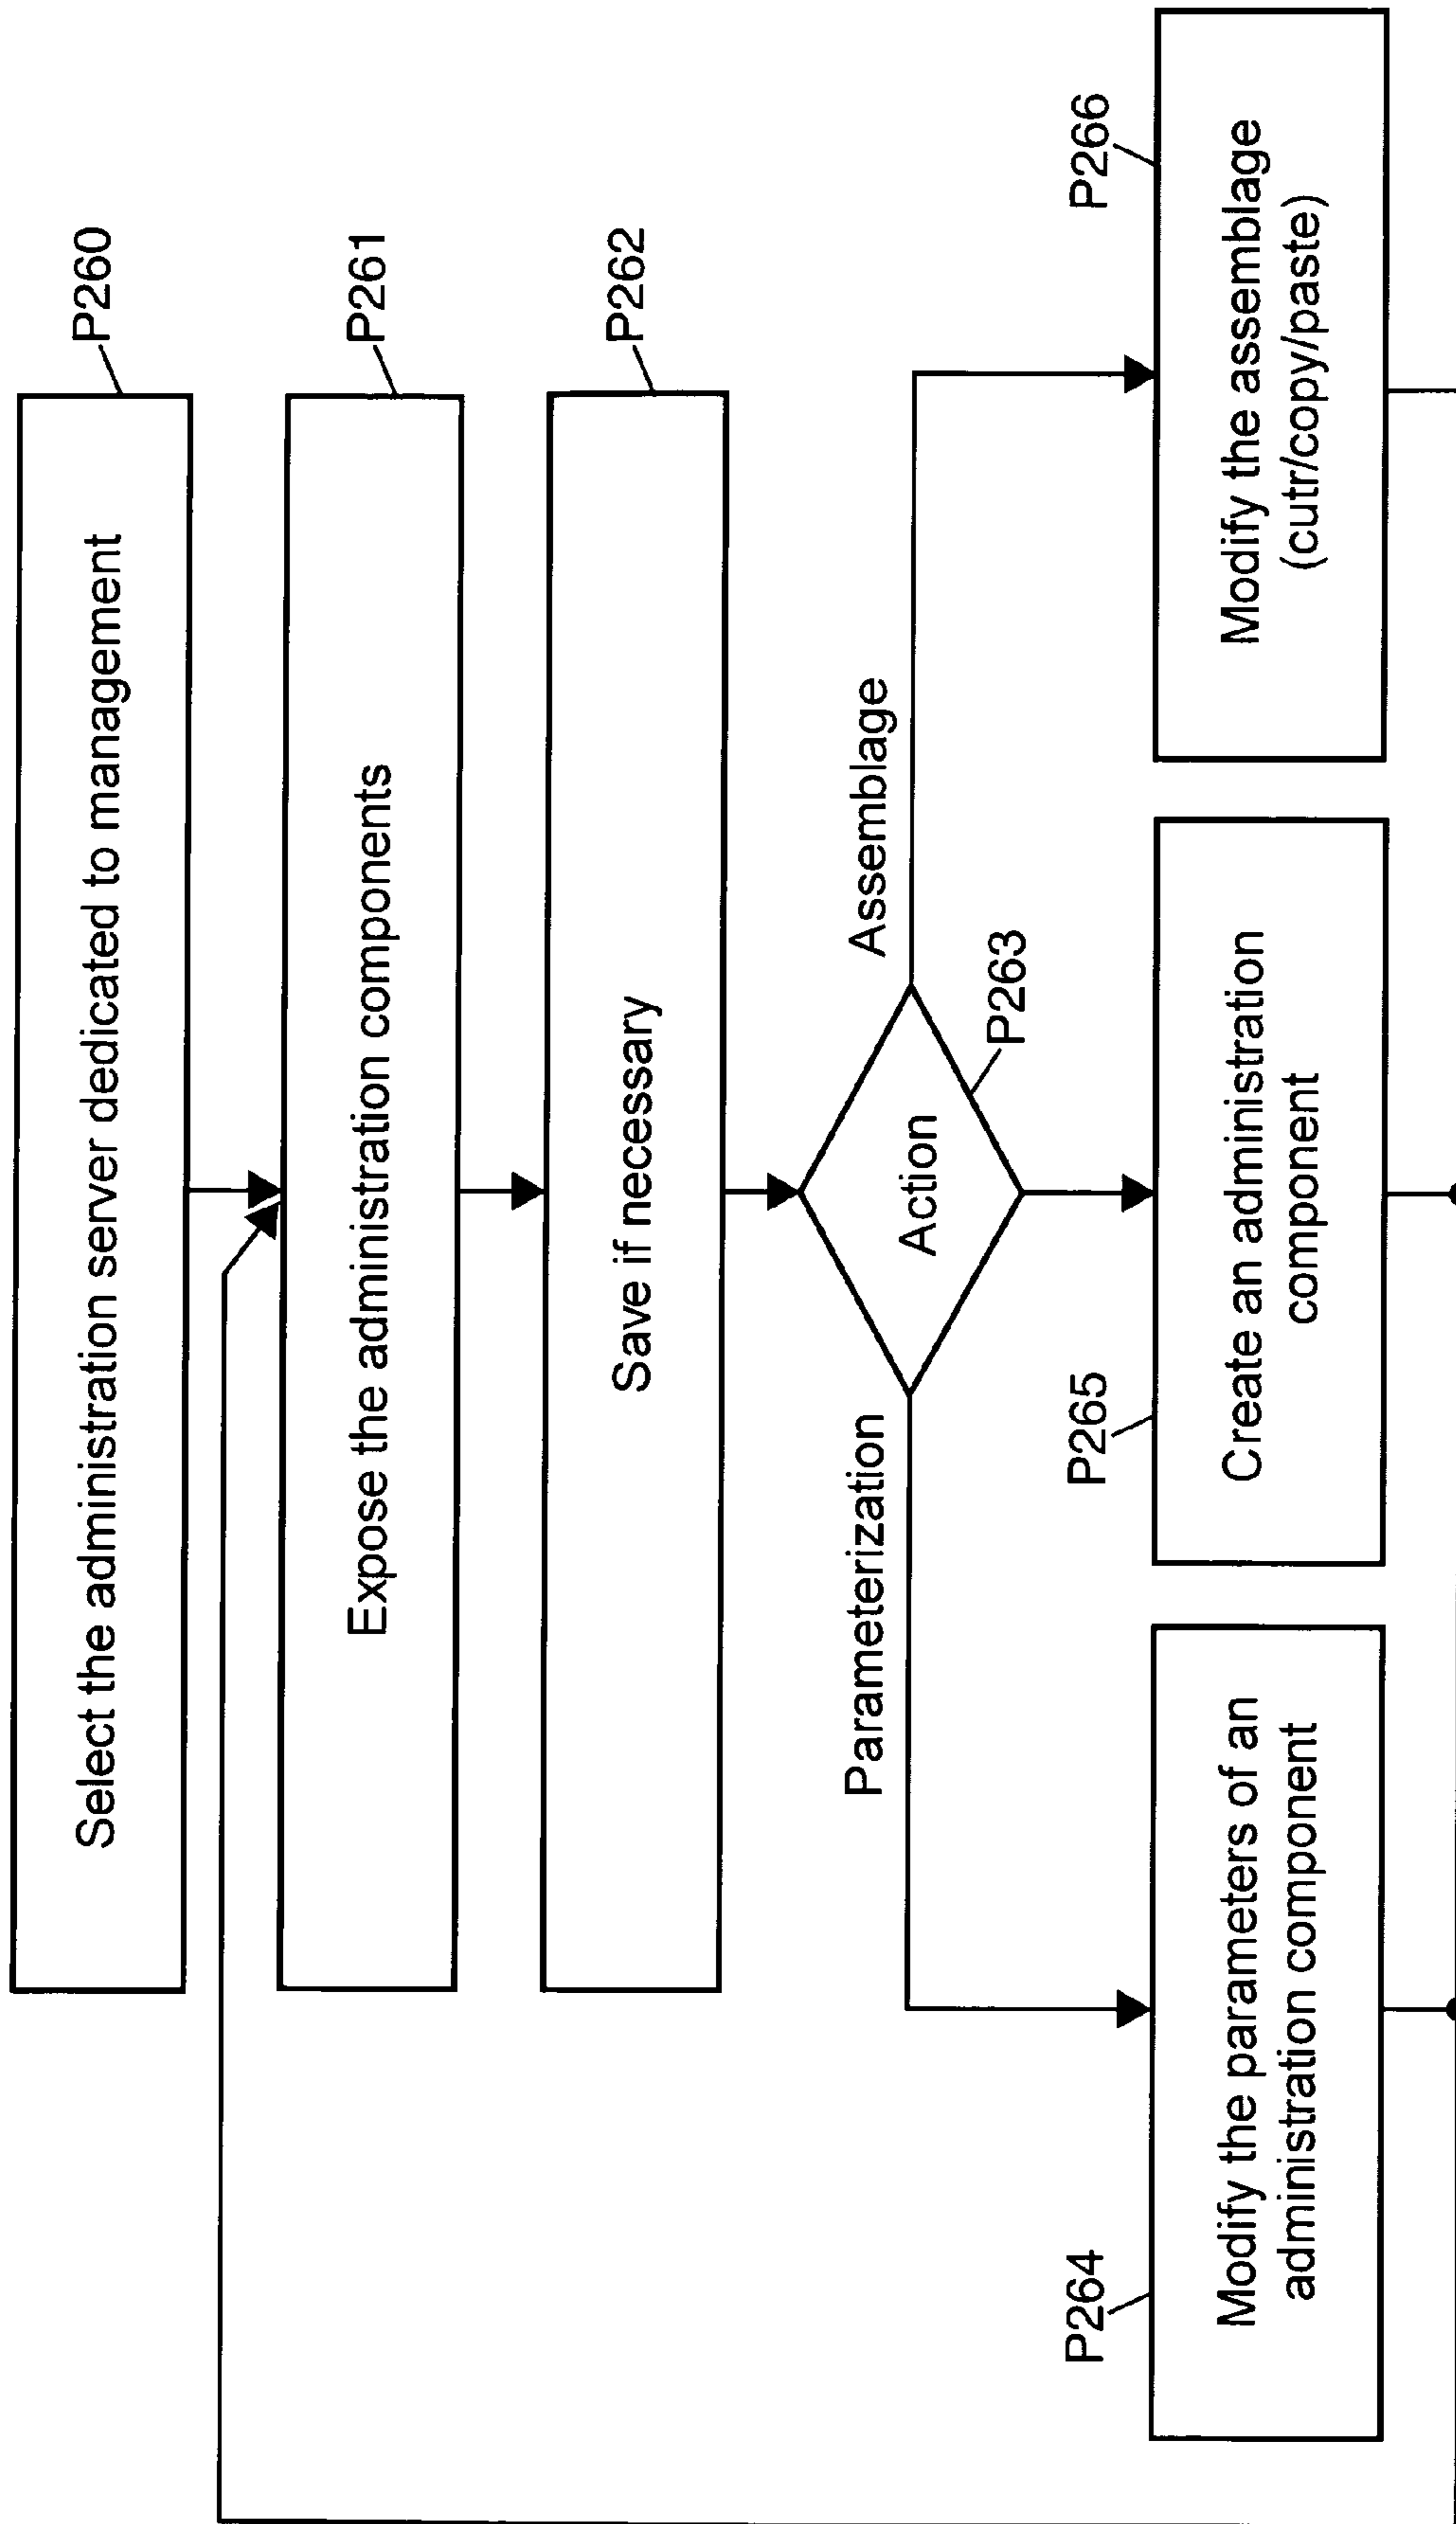 Select the administration server dedicated to management
P260
Expose the administration components
P261
Save if necessary
P262
Action
P263
Parameterization
Assemblage
P264
Modify the parameters of an
administration component
P265
Create an administration
component
P266
Modify the assemblage
(cutr/copy/paste)